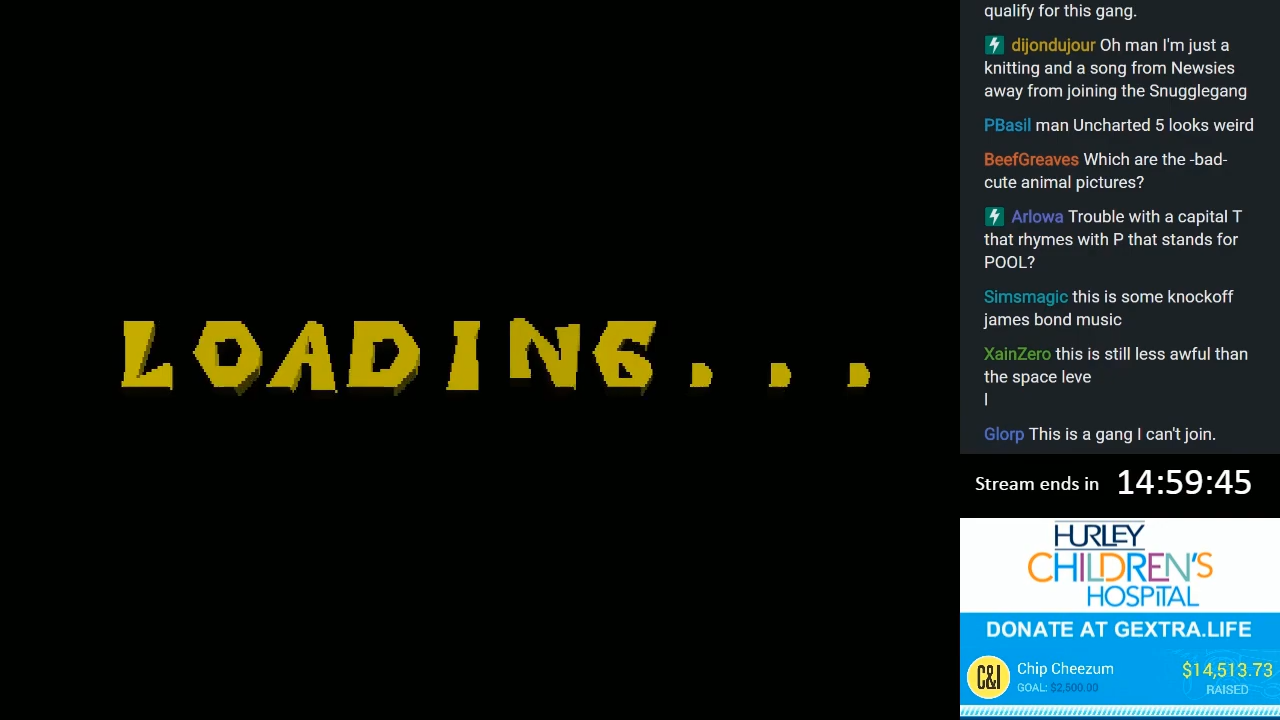 qualify for this gang.
dijondujour Oh man I'm just a
knitting and a song from Newsies
away from joining the Snugglegang
PBasil man Uncharted 5 looks weird
BeefGreaves Which are the -bad-
cute animal pictures?
Arlowa Trouble with a capital T
that rhymes with P that stands for
POOL?
Simsmagic this is some knockoff
james bond music
XainZero this is still less awful than
the space leve
l
Glorp This is a gang I can't join.
LOADING...
Stream ends in 14:59:45
HURLEY
CHILDREN'S
HOSPITAL
DONATE AT GEXTRA.LIFE
C&I
Chip Cheezum
$14,513.73
GOAL: $2,500.00
RAISED